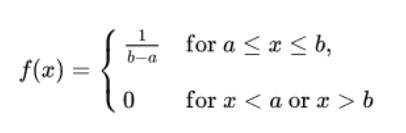 f(x) = { 1/(b−a) for a ≤ x ≤ b,
0 for x < a or x > b